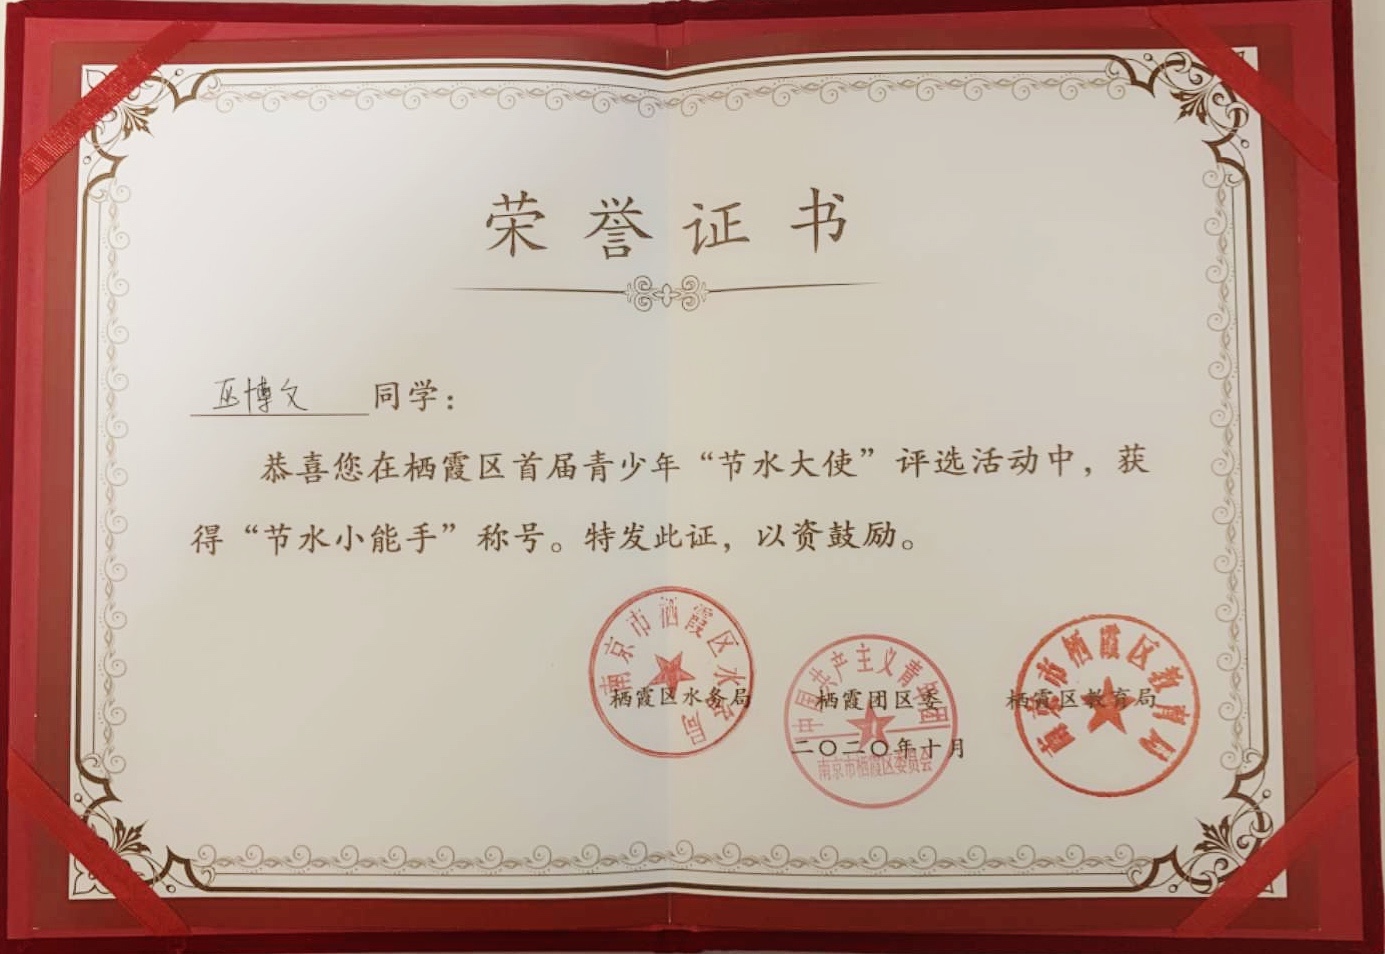 荣誉证书
巫博文 同学：
恭喜您在栖霞区首届青少年“节水大使”评选活动中，获
得“节水小能手”称号。特发此证，以资鼓励。
南京市栖霞区水务局
栖霞区水务局
中国共产主义青年团
栖霞团区委
南京市栖霞区委员会
南京市栖霞区教育局
栖霞区教育局
二〇二〇年十月